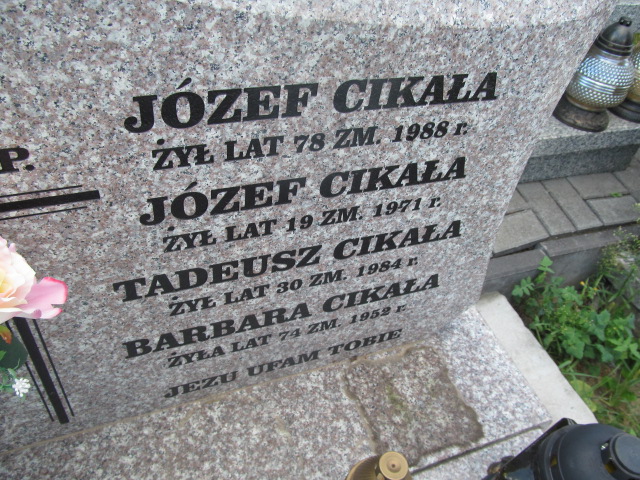 P.
JÓZEF CIKAŁA
ŻYŁ LAT 78 ZM. 1988 r.
JÓZEF CIKAŁA
ŻYŁ LAT 19 ZM. 1971 r.
TADEUSZ CIKAŁA
ŻYŁ LAT 30 ZM. 1984 r.
BARBARA CIKAŁA
ŻYŁA LAT 74 ZM. 1952 r.
JEZU UFAM TOBIE